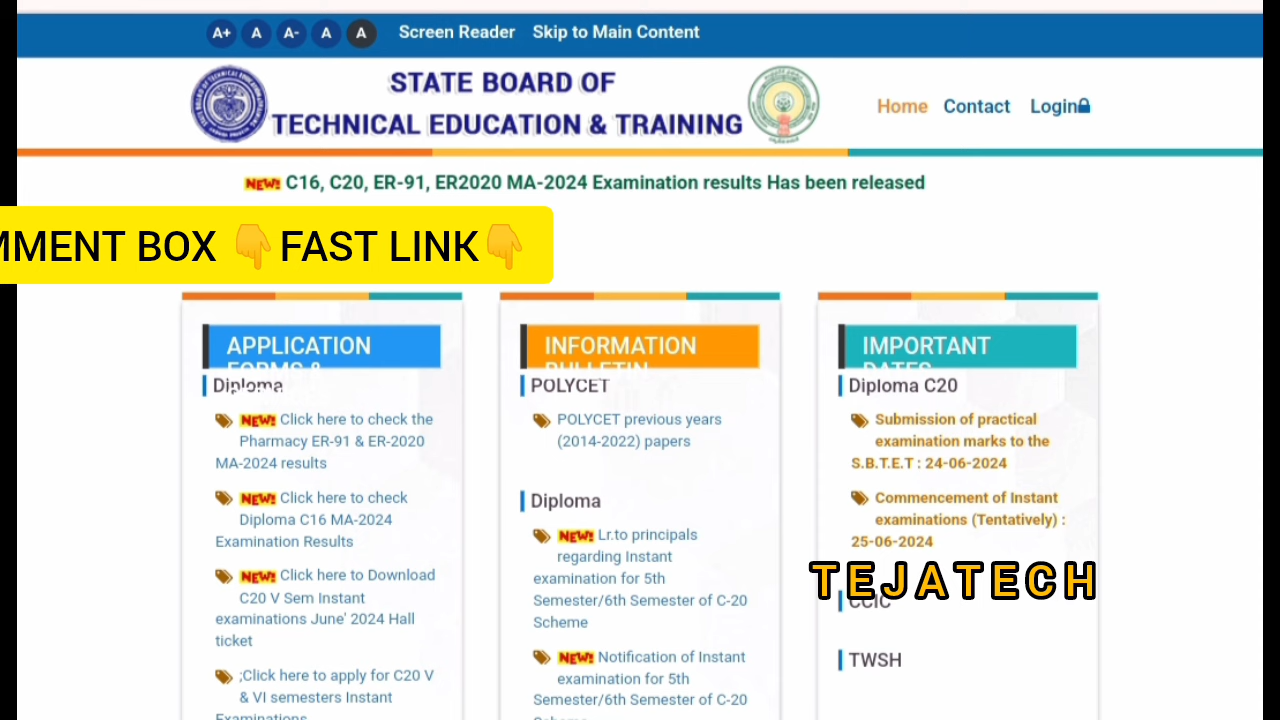 A+ A A- A A Screen Reader Skip to Main Content
STATE BOARD OF
TECHNICAL EDUCATION & TRAINING
Home Contact Login
NEW! C16, C20, ER-91, ER2020 MA-2024 Examination results Has been released
BOX 👇FAST LINK👇
APPLICATION
FORMS &
Diploma
NEW! Click here to check the
Pharmacy ER-91 & ER-2020
MA-2024 results
NEW! Click here to check
Diploma C16 MA-2024
Examination Results
NEW! Click here to Download
C20 V Sem Instant
examinations June' 2024 Hall
ticket
;Click here to apply for C20 V
& VI semesters Instant
Examinations
INFORMATION
BULLETIN
POLYCET
POLYCET previous years
(2014-2022) papers
Diploma
NEW! Lr.to principals
regarding Instant
examination for 5th
Semester/6th Semester of C-20
Scheme
NEW! Notification of Instant
examination for 5th
Semester/6th Semester of C-20
Scheme
IMPORTANT
DATES
Diploma C20
Submission of practical
examination marks to the
S.B.T.E.T : 24-06-2024
Commencement of Instant
examinations (Tentatively) :
25-06-2024
TEJATECH
CCIC
TWSH